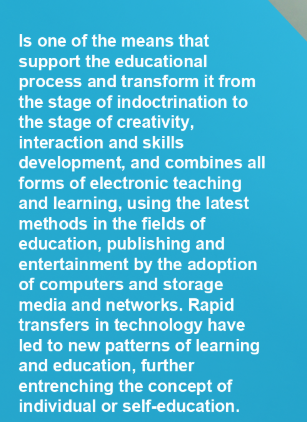 Is one of the means that
support the educational
process and transform it from
the stage of indoctrination to
the stage of creativity,
interaction and skills
development, and combines all
forms of electronic teaching
and learning, using the latest
methods in the fields of
education, publishing and
entertainment by the adoption
of computers and storage
media and networks. Rapid
transfers in technology have
led to new patterns of learning
and education, further
entrenching the concept of
individual or self-education.